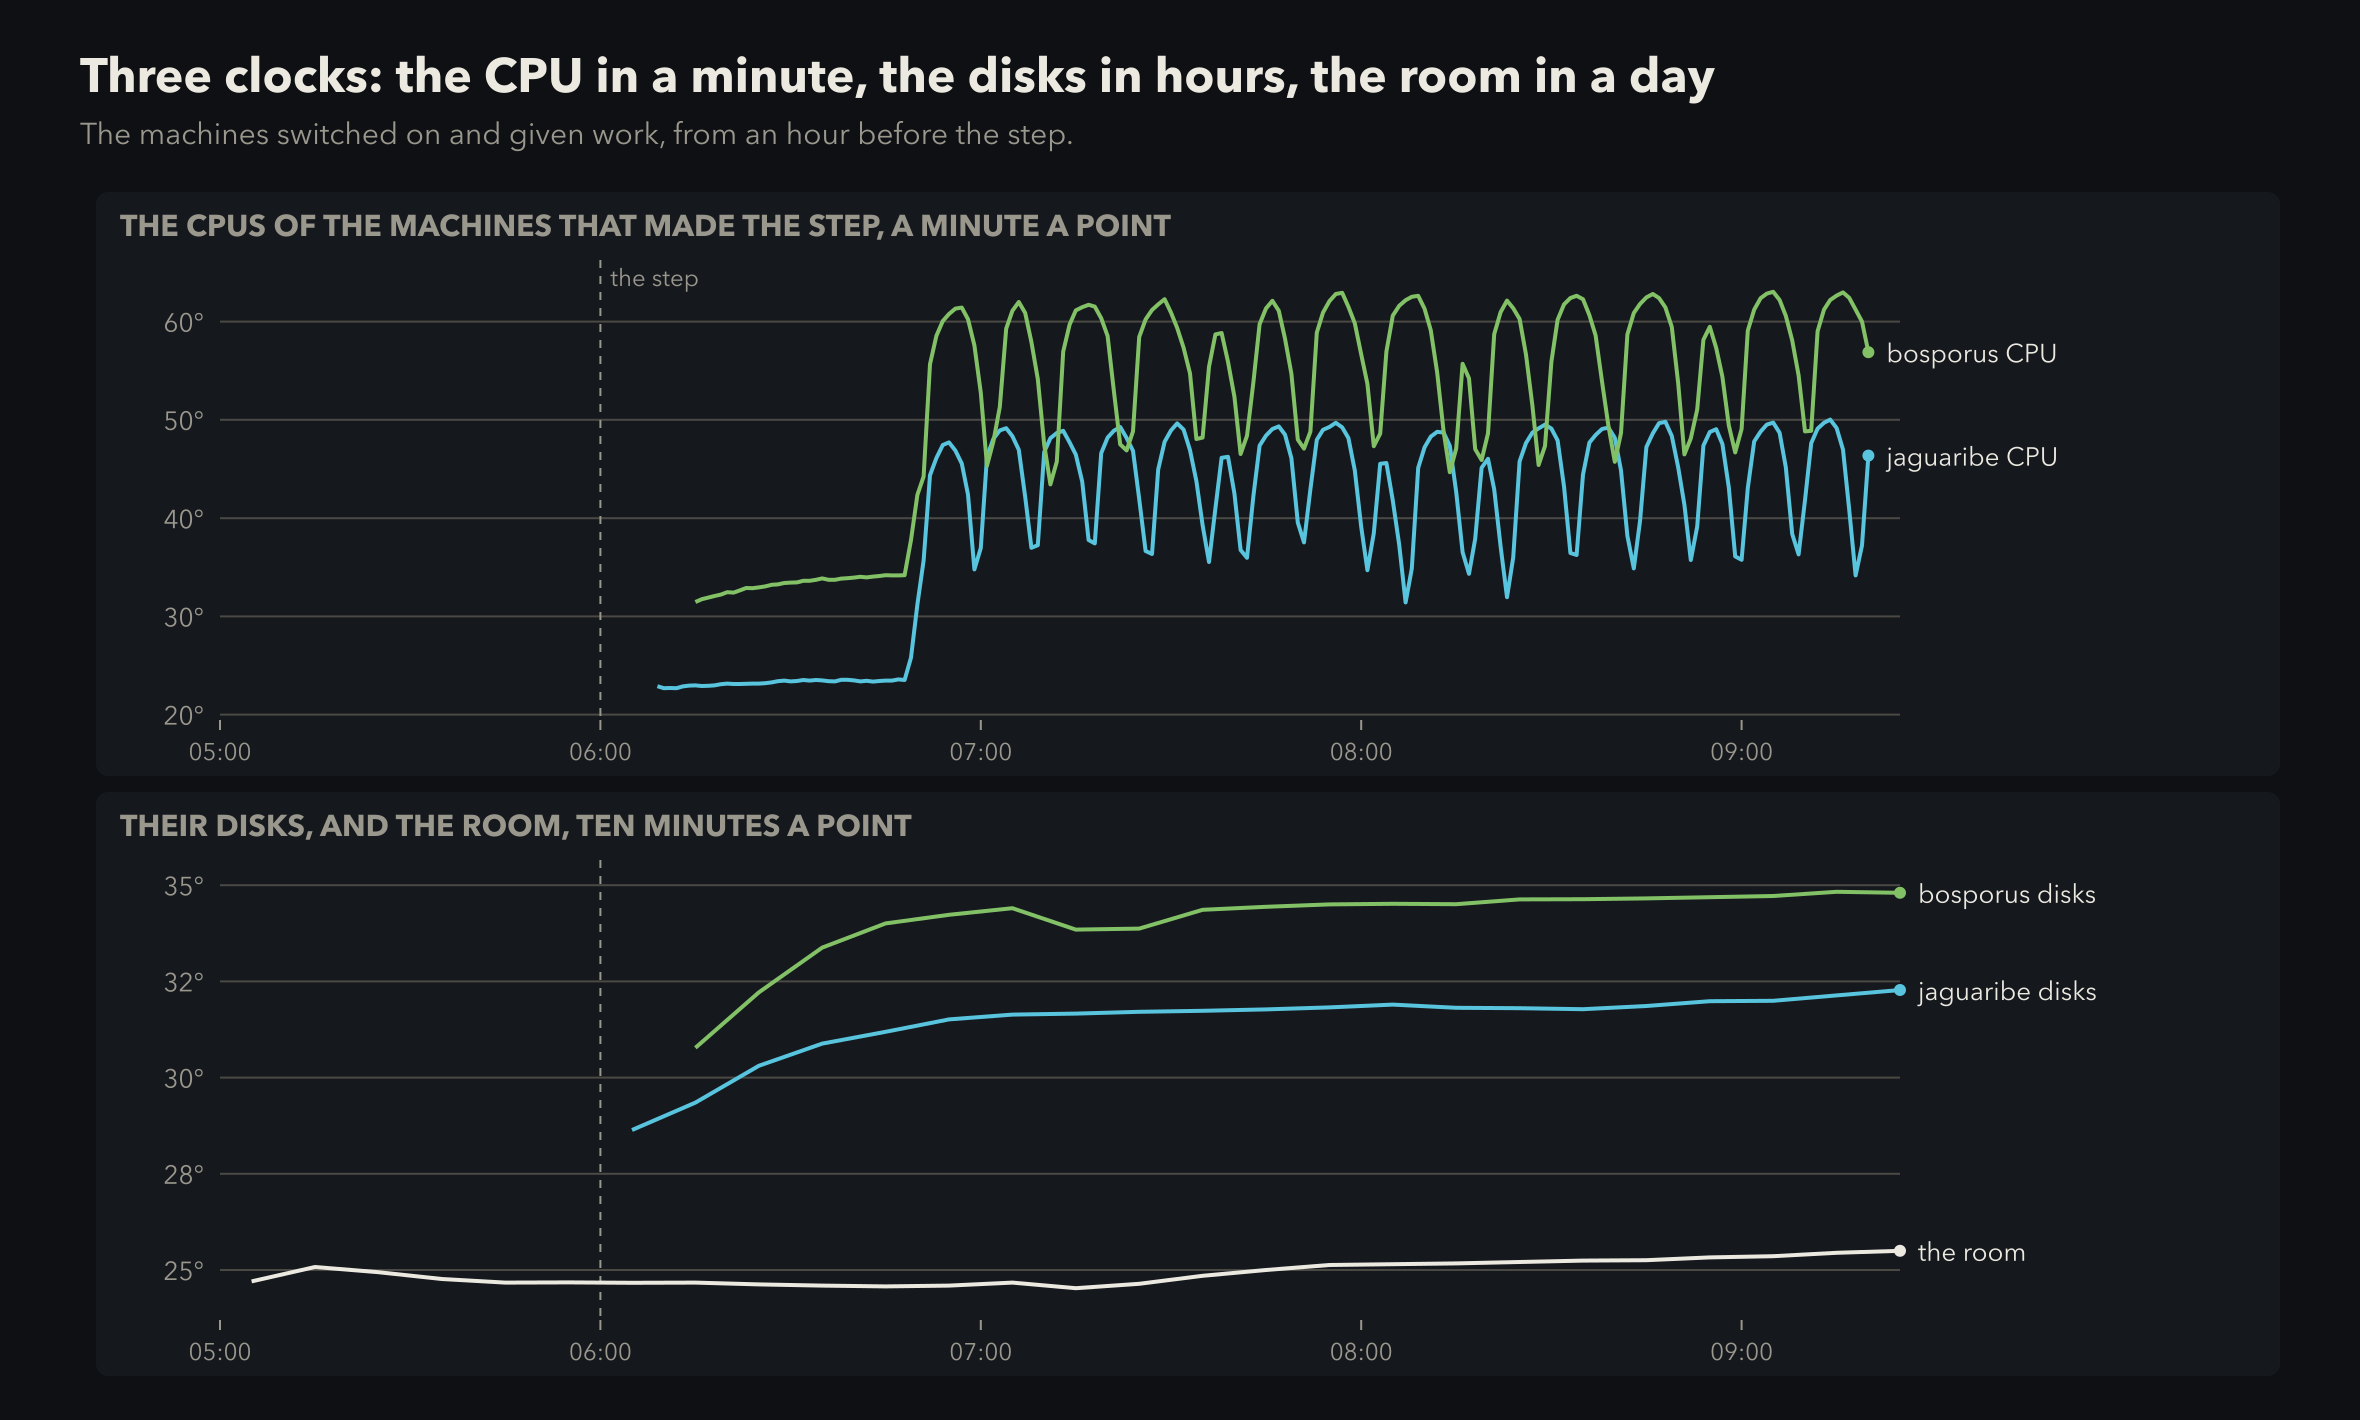 Three clocks: the CPU in a minute, the disks in hours, the room in a day
The machines switched on and given work, from an hour before the step.
THE CPUS OF THE MACHINES THAT MADE THE STEP, A MINUTE A POINT
the step
60°
bosporus CPU
50°
jaguaribe CPU
40°
30°
20°
05:00 06:00 07:00 08:00 09:00
THEIR DISKS, AND THE ROOM, TEN MINUTES A POINT
35°
bosporus disks
32°
jaguaribe disks
30°
28°
25°
the room
05:00 06:00 07:00 08:00 09:00